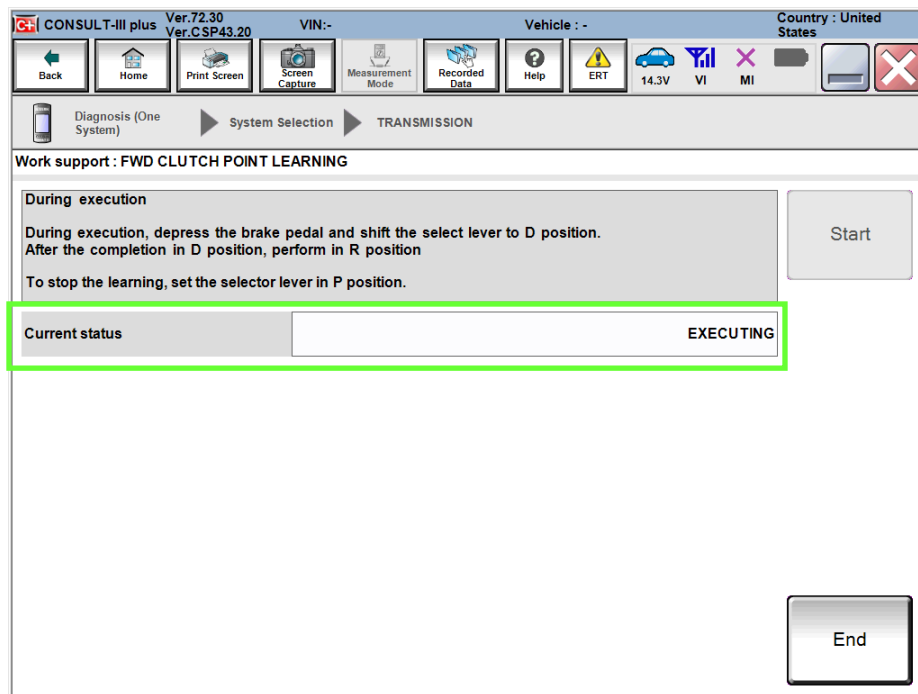 C+ CONSULT-III plus Ver.72.30 VIN:- Vehicle : - Country : United
Ver.CSP43.20 States
Back Home Print Screen Screen Capture Measurement Mode Recorded Data Help ERT 14.3V VI MI
Diagnosis (One System) System Selection TRANSMISSION
Work support : FWD CLUTCH POINT LEARNING
During execution
During execution, depress the brake pedal and shift the select lever to D position.
After the completion in D position, perform in R position
To stop the learning, set the selector lever in P position.
Start
Current status EXECUTING
End